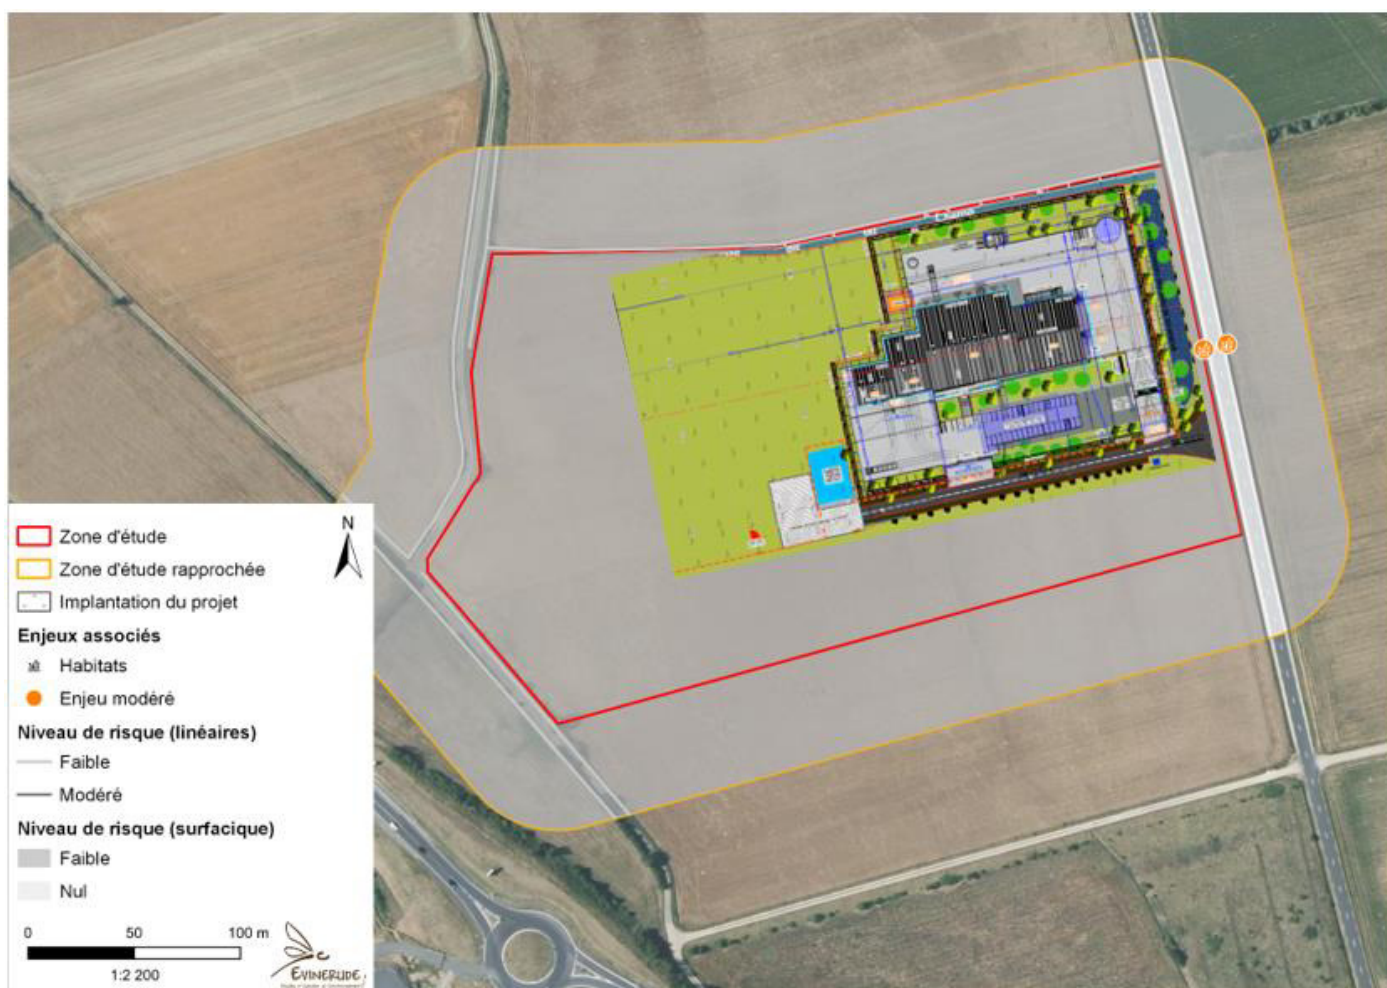 Zone d'étude
Zone d'étude rapprochée
Implantation du projet
Enjeux associés
Habitats
Enjeu modéré
Niveau de risque (linéaires)
Faible
Modéré
Niveau de risque (surfacique)
Faible
Nul
N
0 50 100 m
1:2 200
EVINERUDE